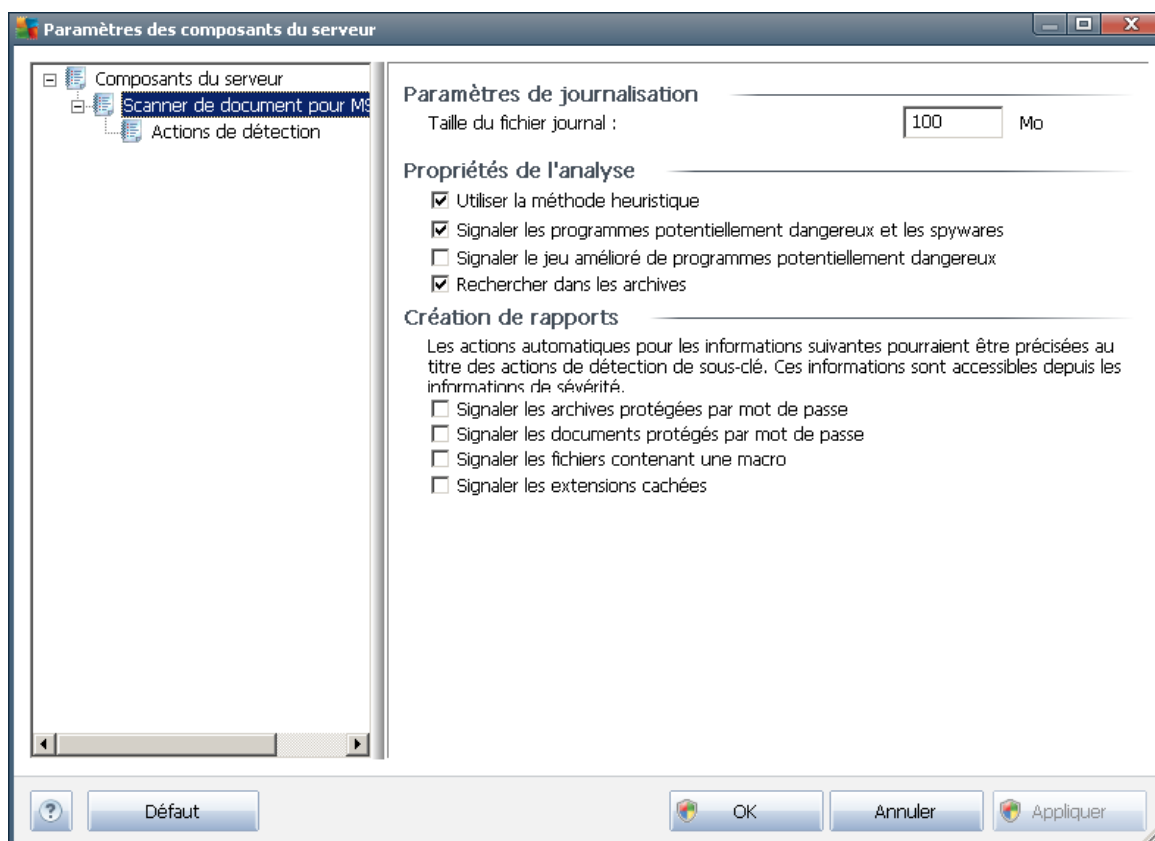 Paramètres des composants du serveur
Composants du serveur
Scanner de document pour MS
Actions de détection
Paramètres de journalisation
Taille du fichier journal :
100
Mo
Propriétés de l'analyse
Utiliser la méthode heuristique
Signaler les programmes potentiellement dangereux et les spywares
Signaler le jeu amélioré de programmes potentiellement dangereux
Rechercher dans les archives
Création de rapports
Les actions automatiques pour les informations suivantes pourraient être précisées au
titre des actions de détection de sous-clé. Ces informations sont accessibles depuis les
informations de sévérité.
Signaler les archives protégées par mot de passe
Signaler les documents protégés par mot de passe
Signaler les fichiers contenant une macro
Signaler les extensions cachées
?
Défaut
OK
Annuler
Appliquer